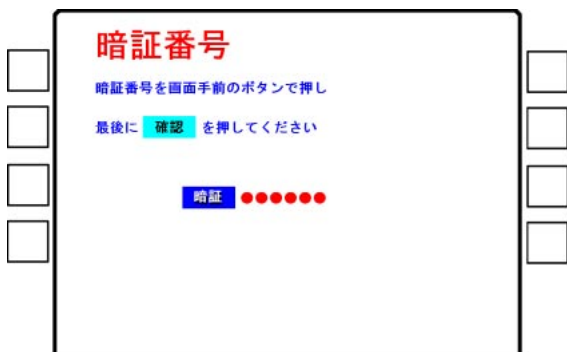 暗証番号
暗証番号を画面手前のボタンで押し
最後に 確認 を押してください
暗証 ●●●●●●